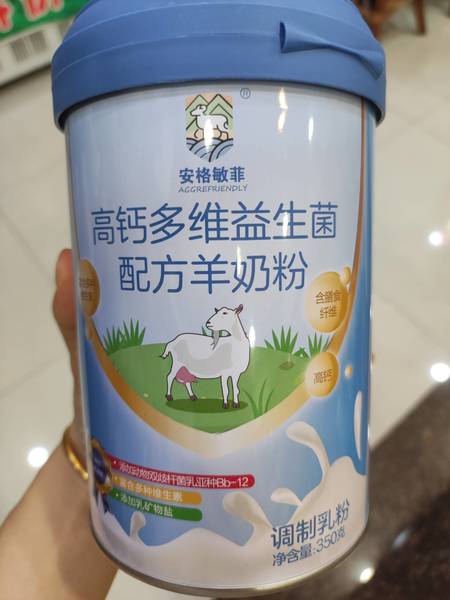 ®
安格敏菲
AGGREFRIENDLY
高钙多维益生菌
配方羊奶粉
含膳食
纤维
高钙
添加动物双歧杆菌乳亚种Bb-12
富含多种维生素
添加乳矿物盐
调制乳粉
净含量:350克